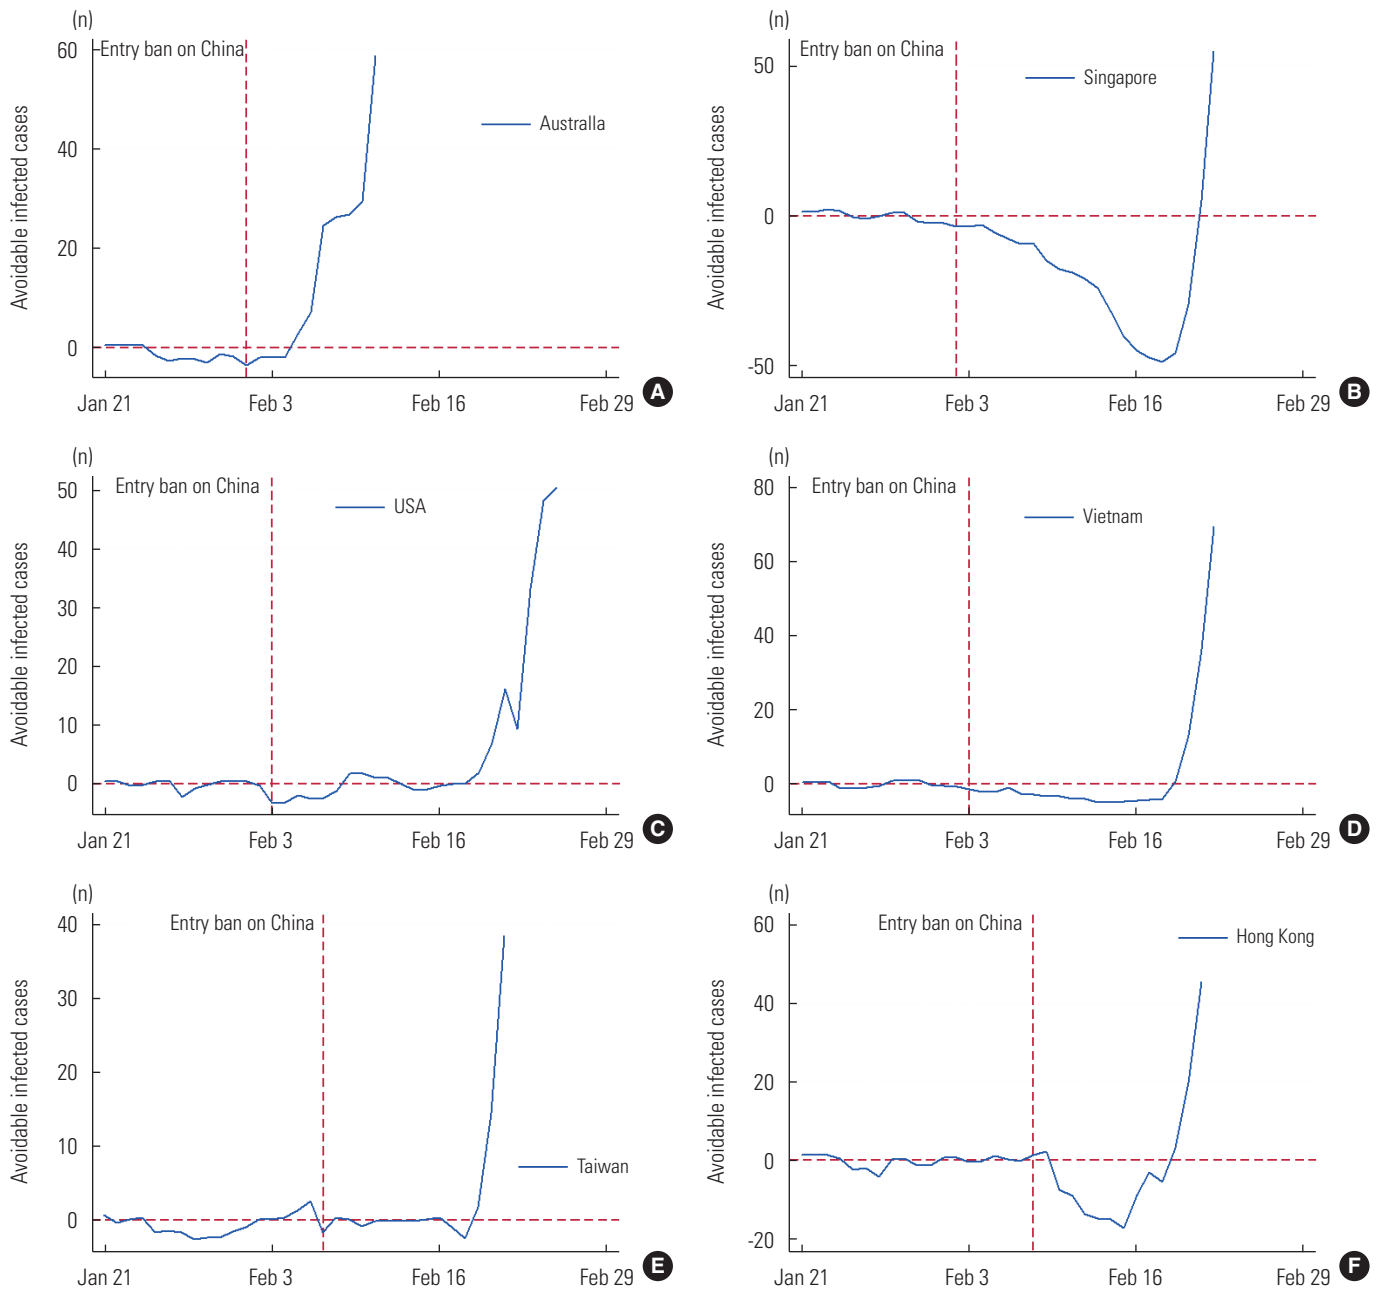 (n)
Entry ban on China
60
40
20
0
Avoidable infected cases
Australla
Jan 21 Feb 3 Feb 16 Feb 29
A
(n)
Entry ban on China
50
0
-50
Avoidable infected cases
Singapore
Jan 21 Feb 3 Feb 16 Feb 29
B
(n)
Entry ban on China
50
40
30
20
10
0
Avoidable infected cases
USA
Jan 21 Feb 3 Feb 16 Feb 29
C
(n)
Entry ban on China
80
60
40
20
0
Avoidable infected cases
Vietnam
Jan 21 Feb 3 Feb 16 Feb 29
D
(n)
Entry ban on China
40
30
20
10
0
Avoidable infected cases
Taiwan
Jan 21 Feb 3 Feb 16 Feb 29
E
(n)
Entry ban on China
60
40
20
0
-20
Avoidable infected cases
Hong Kong
Jan 21 Feb 3 Feb 16 Feb 29
F